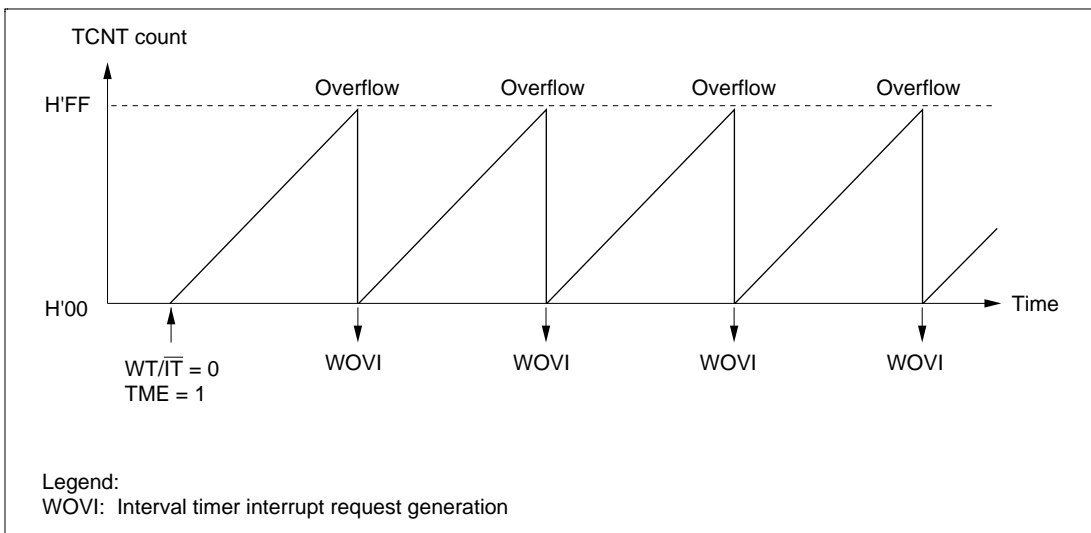 TCNT count
Overflow Overflow Overflow Overflow
H'FF
H'00
Time
WT/I̅T̅ = 0
TME = 1
WOVI WOVI WOVI WOVI
Legend:
WOVI: Interval timer interrupt request generation